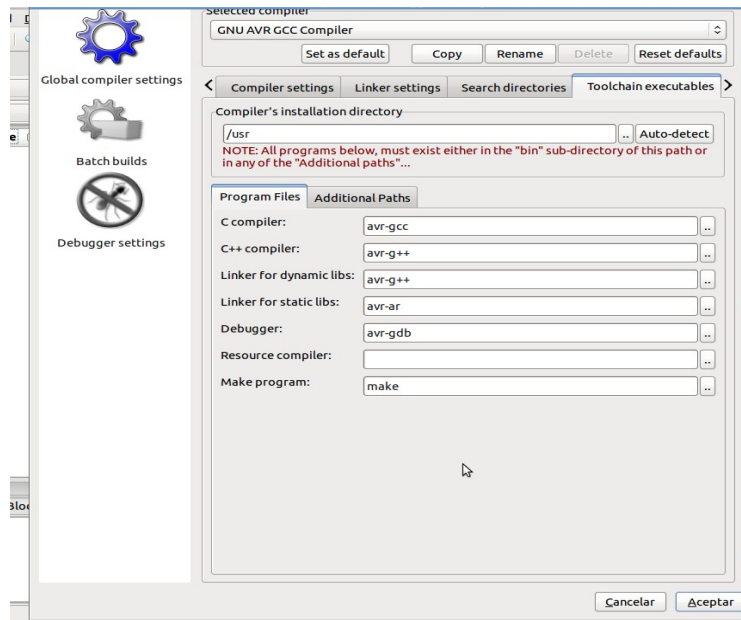 Selected compiler
GNU AVR GCC Compiler
Set as default Copy Rename Delete Reset defaults
Global compiler settings
Compiler settings Linker settings Search directories Toolchain executables
Compiler's installation directory
/usr .. Auto-detect
NOTE: All programs below, must exist either in the "bin" sub-directory of this path or
in any of the "Additional paths"...
Batch builds
Program Files Additional Paths
Debugger settings
C compiler: avr-gcc ..
C++ compiler: avr-g++ ..
Linker for dynamic libs: avr-g++ ..
Linker for static libs: avr-ar ..
Debugger: avr-gdb ..
Resource compiler: ..
Make program: make ..
Cancelar Aceptar